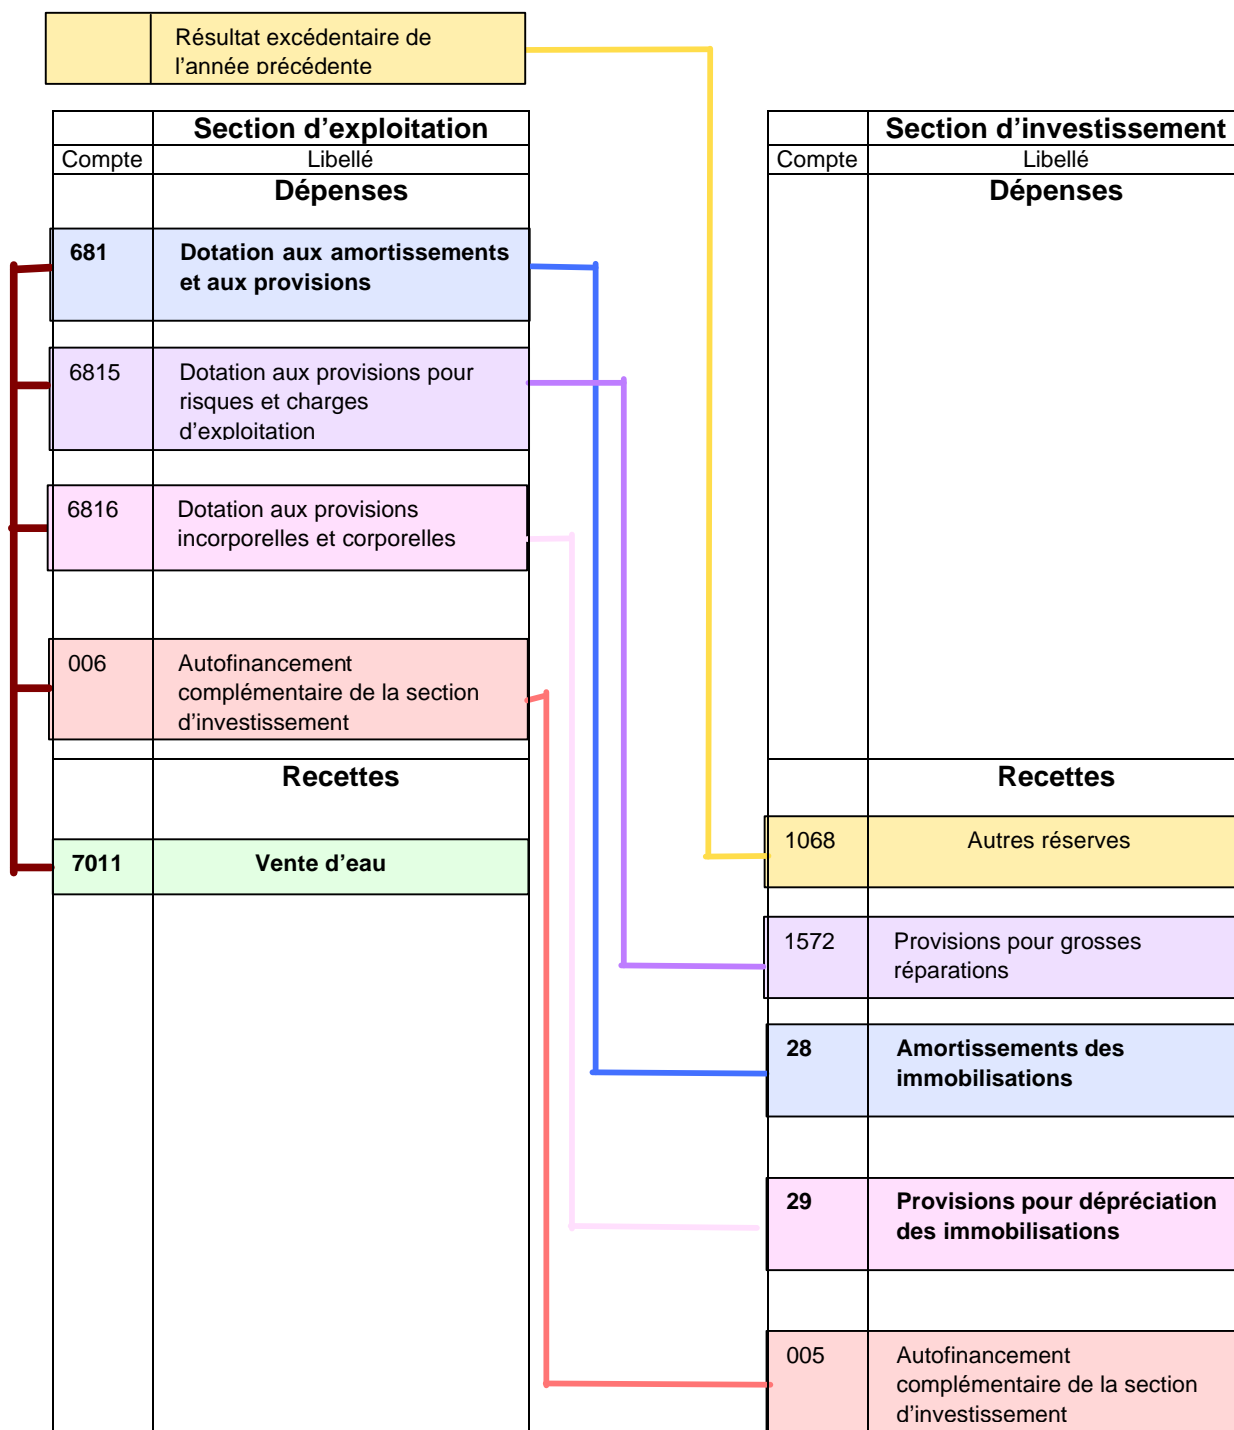 Résultat excédentaire de
l'année précédente
Section d'exploitation
Compte Libellé
Dépenses
681 Dotation aux amortissements
et aux provisions
6815 Dotation aux provisions pour
risques et charges
d'exploitation
6816 Dotation aux provisions
incorporelles et corporelles
006 Autofinancement
complémentaire de la section
d'investissement
Recettes
7011 Vente d'eau
Section d'investissement
Compte Libellé
Dépenses
Recettes
1068 Autres réserves
1572 Provisions pour grosses
réparations
28 Amortissements des
immobilisations
29 Provisions pour dépréciation
des immobilisations
005 Autofinancement
complémentaire de la section
d'investissement